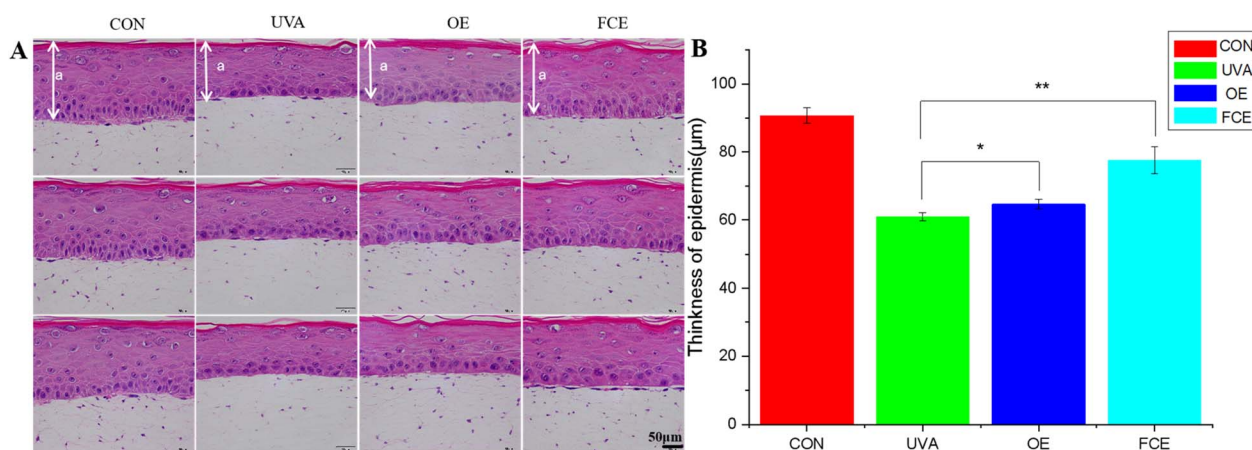 A
CON UVA OE FCE
a a a a
50μm
B
Thinkness of epidermis(μm)
100
80
60
40
20
0
*
**
CON
UVA
OE
FCE
CON UVA OE FCE